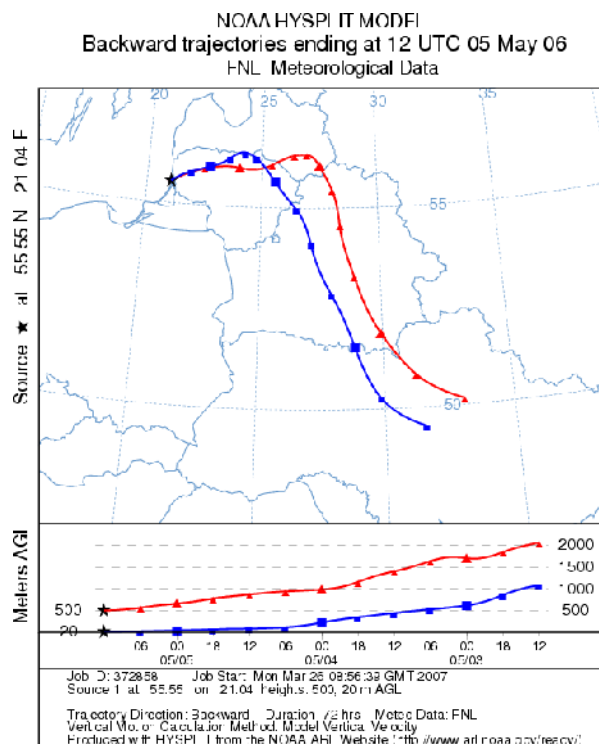 NOAA HYSPLIT MODEL
Backward trajectories ending at 12 UTC 05 May 06
FNL Meteorological Data
Source ★ at 55.55 N 21.04 E
20
25
30
35
55
50
Meters AGL
2000
1500
1000
500
500
20
06 00 18 12 06 00 18 12 06 00 18 12
05/05 05/04 05/03
Job ID: 372858 Job Start: Mon Mar 26 08:56:39 GMT 2007
Source 1 at 55.55 on 21.04 heights: 500, 20 m AGL
Trajectory Direction: Backward Duration: 72 hrs Meteo Data: FNL
Vertical Motion Calculation Method: Model Vertical Velocity
Produced with HYSPLIT from the NOAA ARL Website (http://www.arl.noaa.gov/ready/)